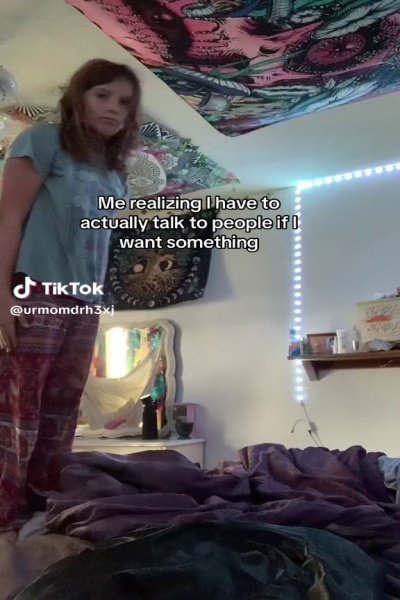 Me realizing I have to
actually talk to people if I
want something
TikTok
@urmomdrh3xj